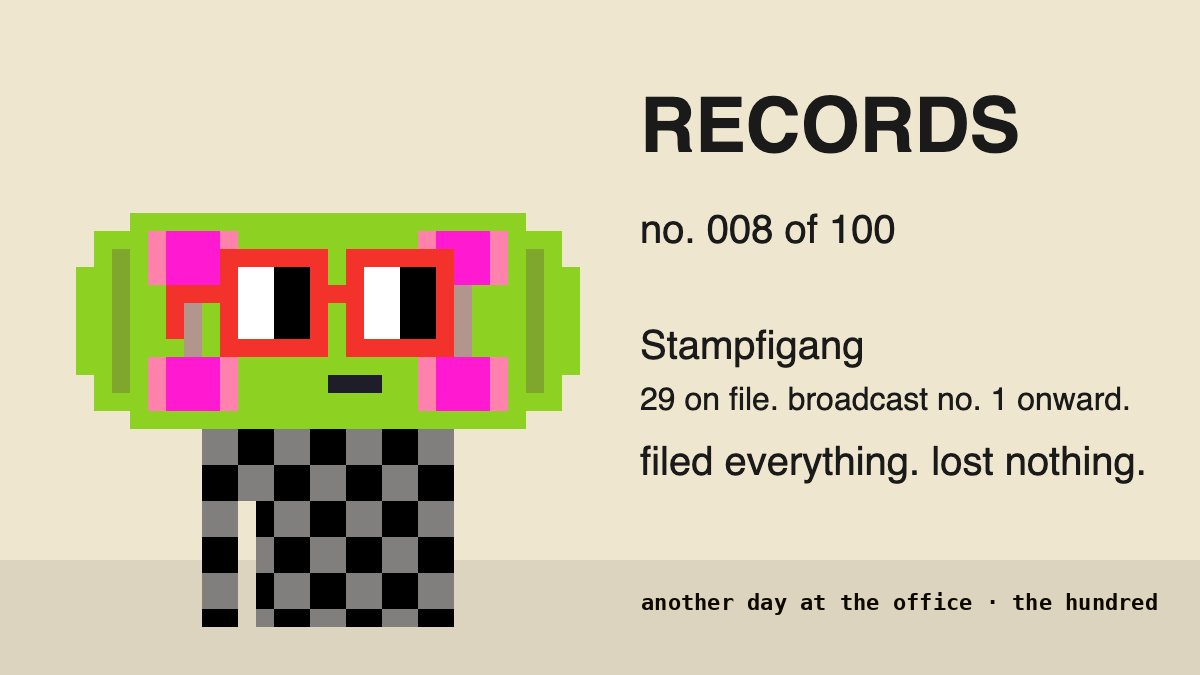 RECORDS
no. 008 of 100
Stampfigang
29 on file. broadcast no. 1 onward.
filed everything. lost nothing.
another day at the office · the hundred